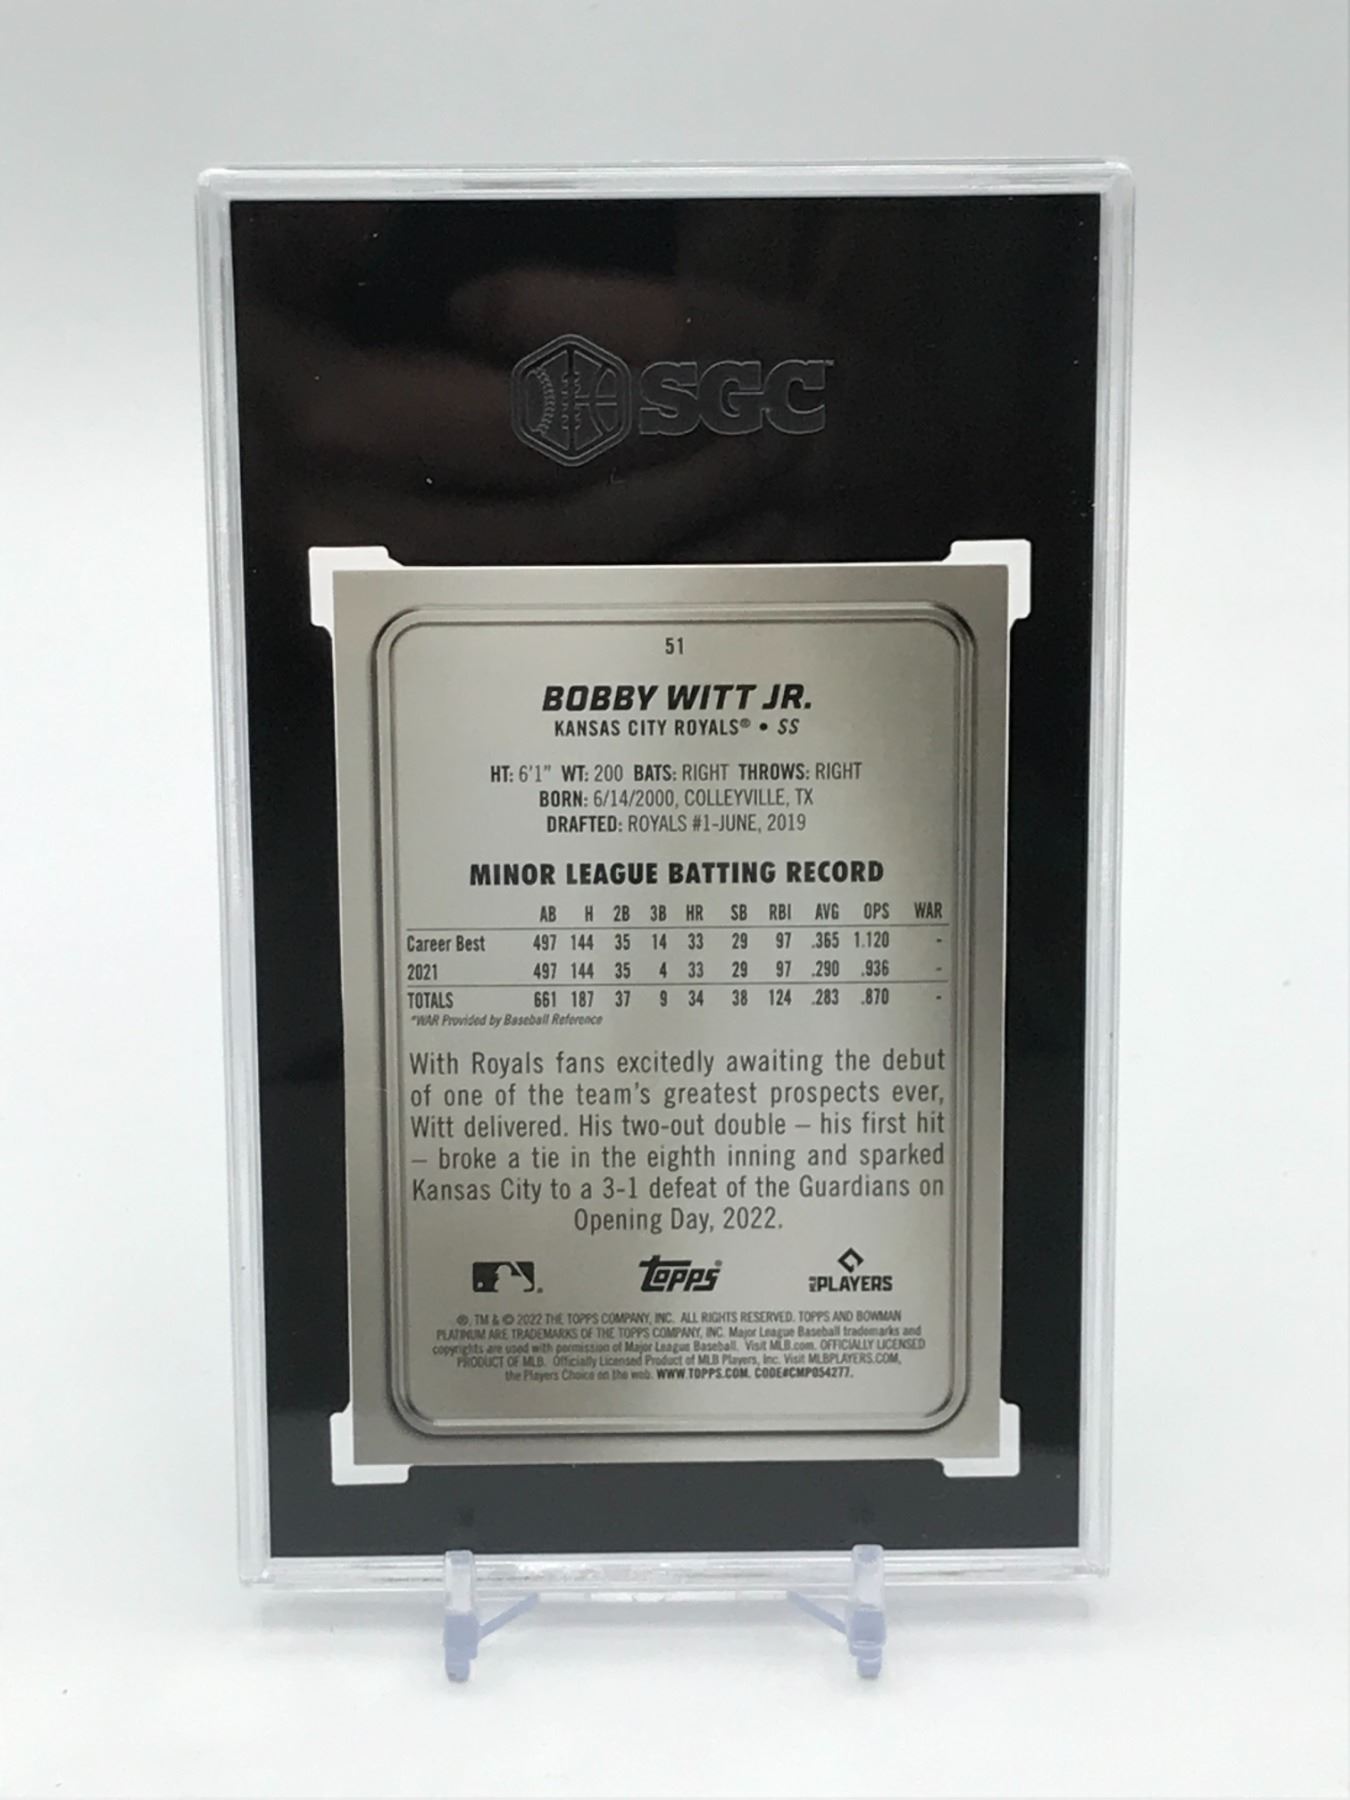 SGC™
51
BOBBY WITT JR.
KANSAS CITY ROYALS® • SS
HT: 6'1" WT: 200 BATS: RIGHT THROWS: RIGHT
BORN: 6/14/2000, COLLEYVILLE, TX
DRAFTED: ROYALS #1-JUNE, 2019
MINOR LEAGUE BATTING RECORD
AB H 2B 3B HR SB RBI AVG OPS WAR
Career Best 497 144 35 14 33 29 97 .365 1.120 -
2021 497 144 35 4 33 29 97 .290 .936 -
TOTALS 661 187 37 9 34 38 124 .283 .870 -
*WAR Provided by Baseball Reference
With Royals fans excitedly awaiting the debut
of one of the team's greatest prospects ever,
Witt delivered. His two-out double – his first hit
– broke a tie in the eighth inning and sparked
Kansas City to a 3-1 defeat of the Guardians on
Opening Day, 2022.
Topps® MLB PLAYERS
®, TM & © 2022 THE TOPPS COMPANY, INC. ALL RIGHTS RESERVED. TOPPS AND BOWMAN
PLATINUM ARE TRADEMARKS OF THE TOPPS COMPANY, INC. Major League Baseball trademarks and
copyrights are used with permission of Major League Baseball. Visit MLB.com. OFFICIALLY LICENSED
PRODUCT OF MLB. Officially Licensed Product of MLB Players, Inc. Visit MLBPLAYERS.COM,
the Players Choice on the web. WWW.TOPPS.COM. CODE#CMP054277.